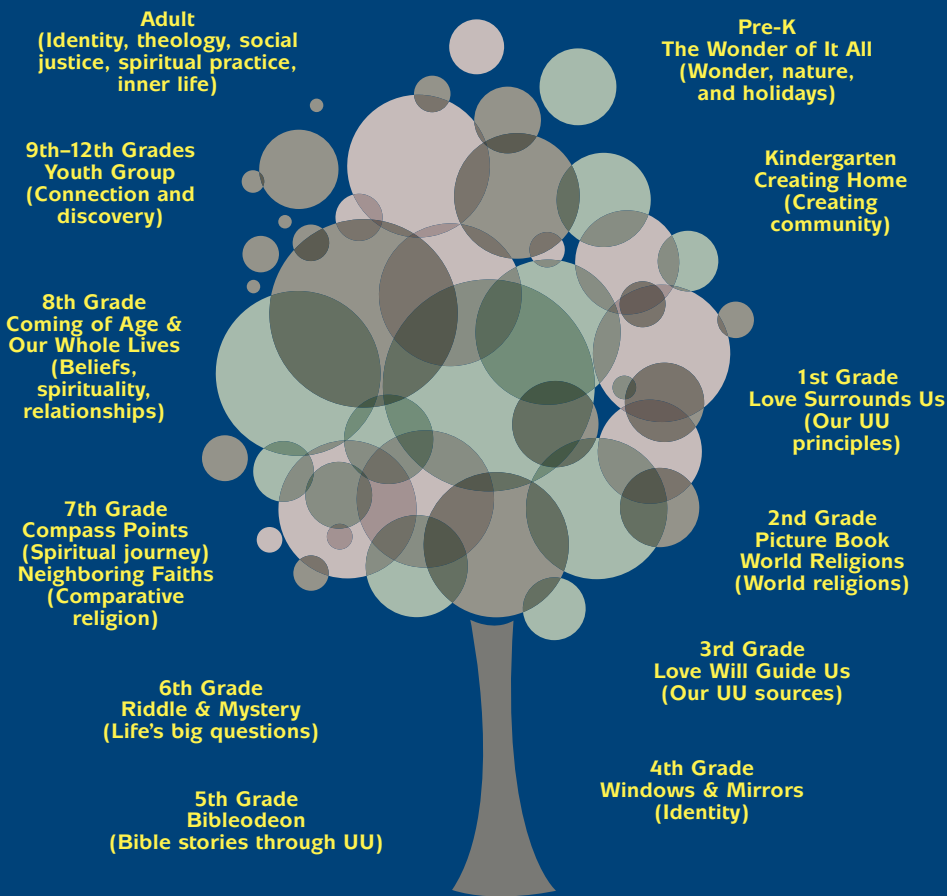 Adult
(Identity, theology, social
justice, spiritual practice,
inner life)
Pre-K
The Wonder of It All
(Wonder, nature,
and holidays)
Kindergarten
Creating Home
(Creating
community)
1st Grade
Love Surrounds Us
(Our UU
principles)
2nd Grade
Picture Book
World Religions
(World religions)
3rd Grade
Love Will Guide Us
(Our UU sources)
4th Grade
Windows & Mirrors
(Identity)
5th Grade
Bibleodeon
(Bible stories through UU)
6th Grade
Riddle & Mystery
(Life’s big questions)
7th Grade
Compass Points
(Spiritual journey)
Neighboring Faiths
(Comparative
religion)
8th Grade
Coming of Age &
Our Whole Lives
(Beliefs,
spirituality,
relationships)
9th–12th Grades
Youth Group
(Connection and
discovery)